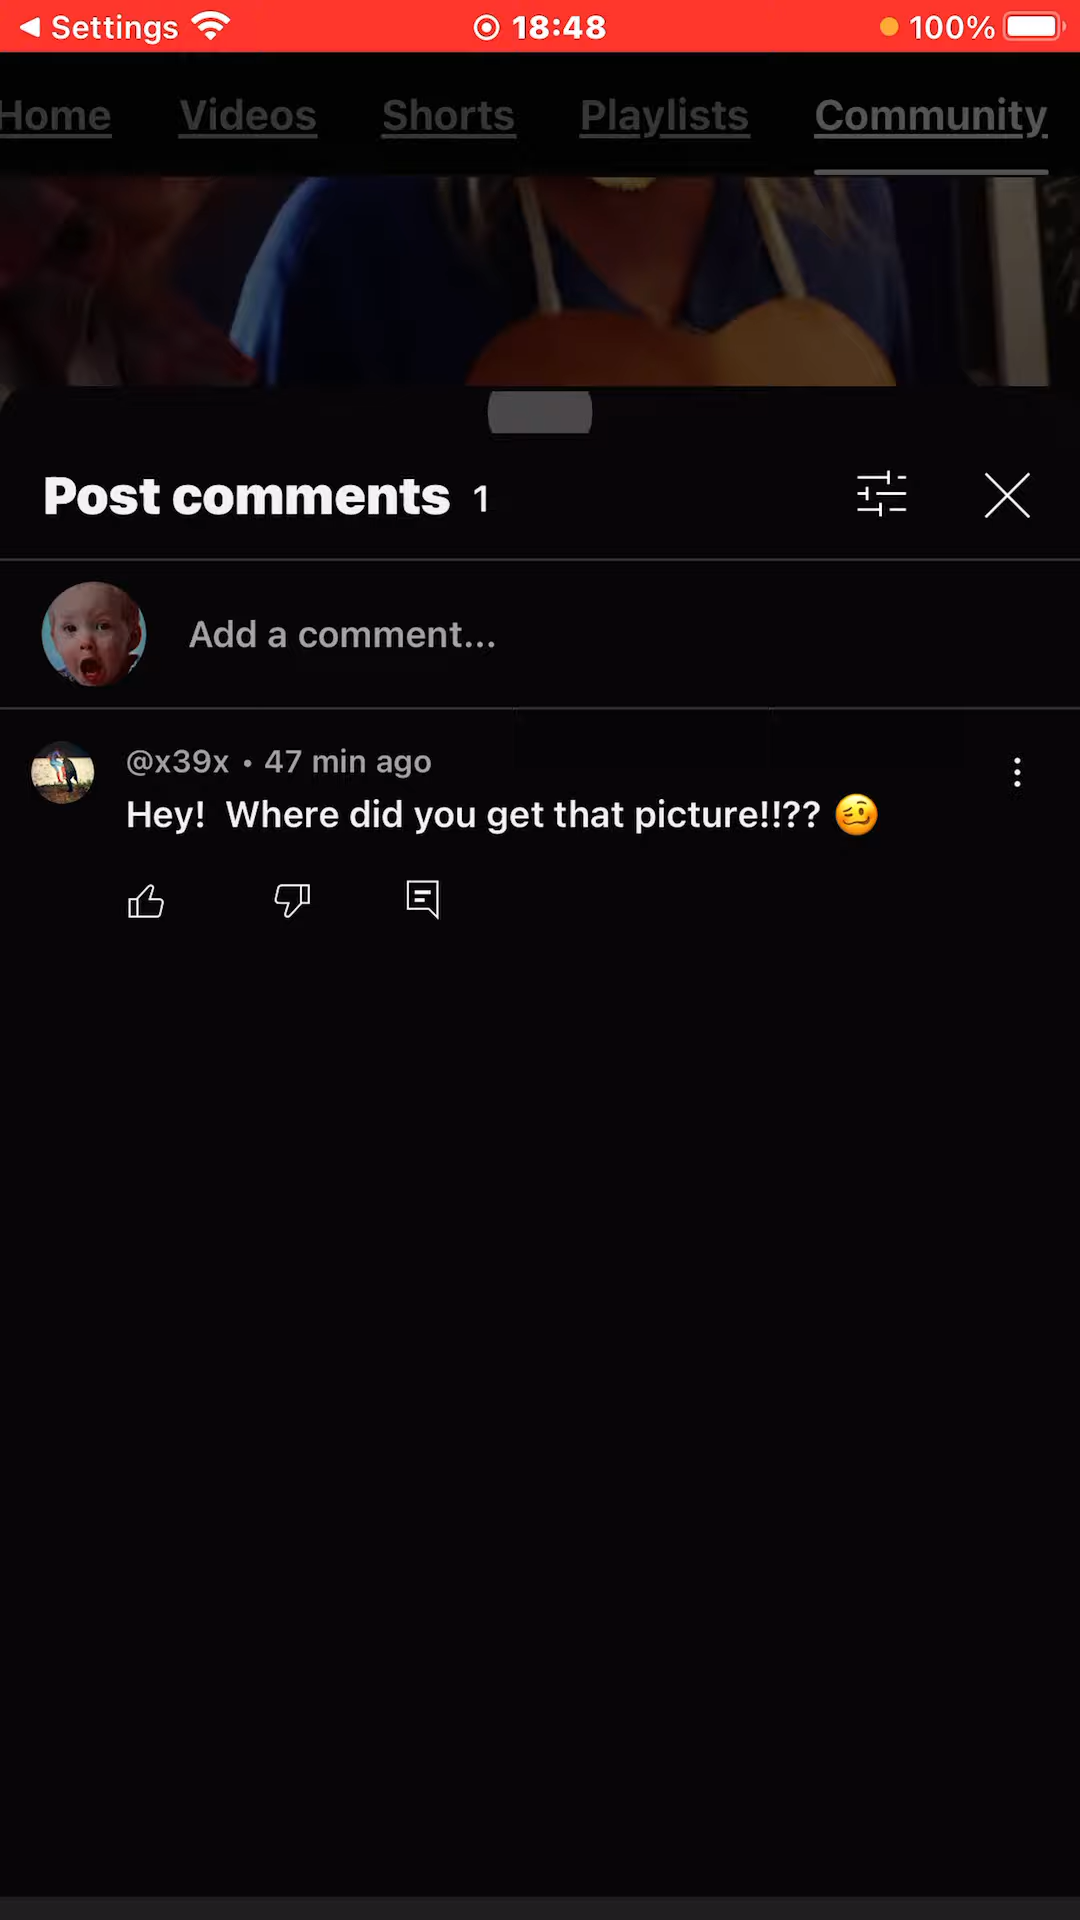 ◀ Settings 18:48 100%
Home Videos Shorts Playlists Community
Post comments 1
Add a comment...
@x39x • 47 min ago
Hey!  Where did you get that picture!!?? 🥴